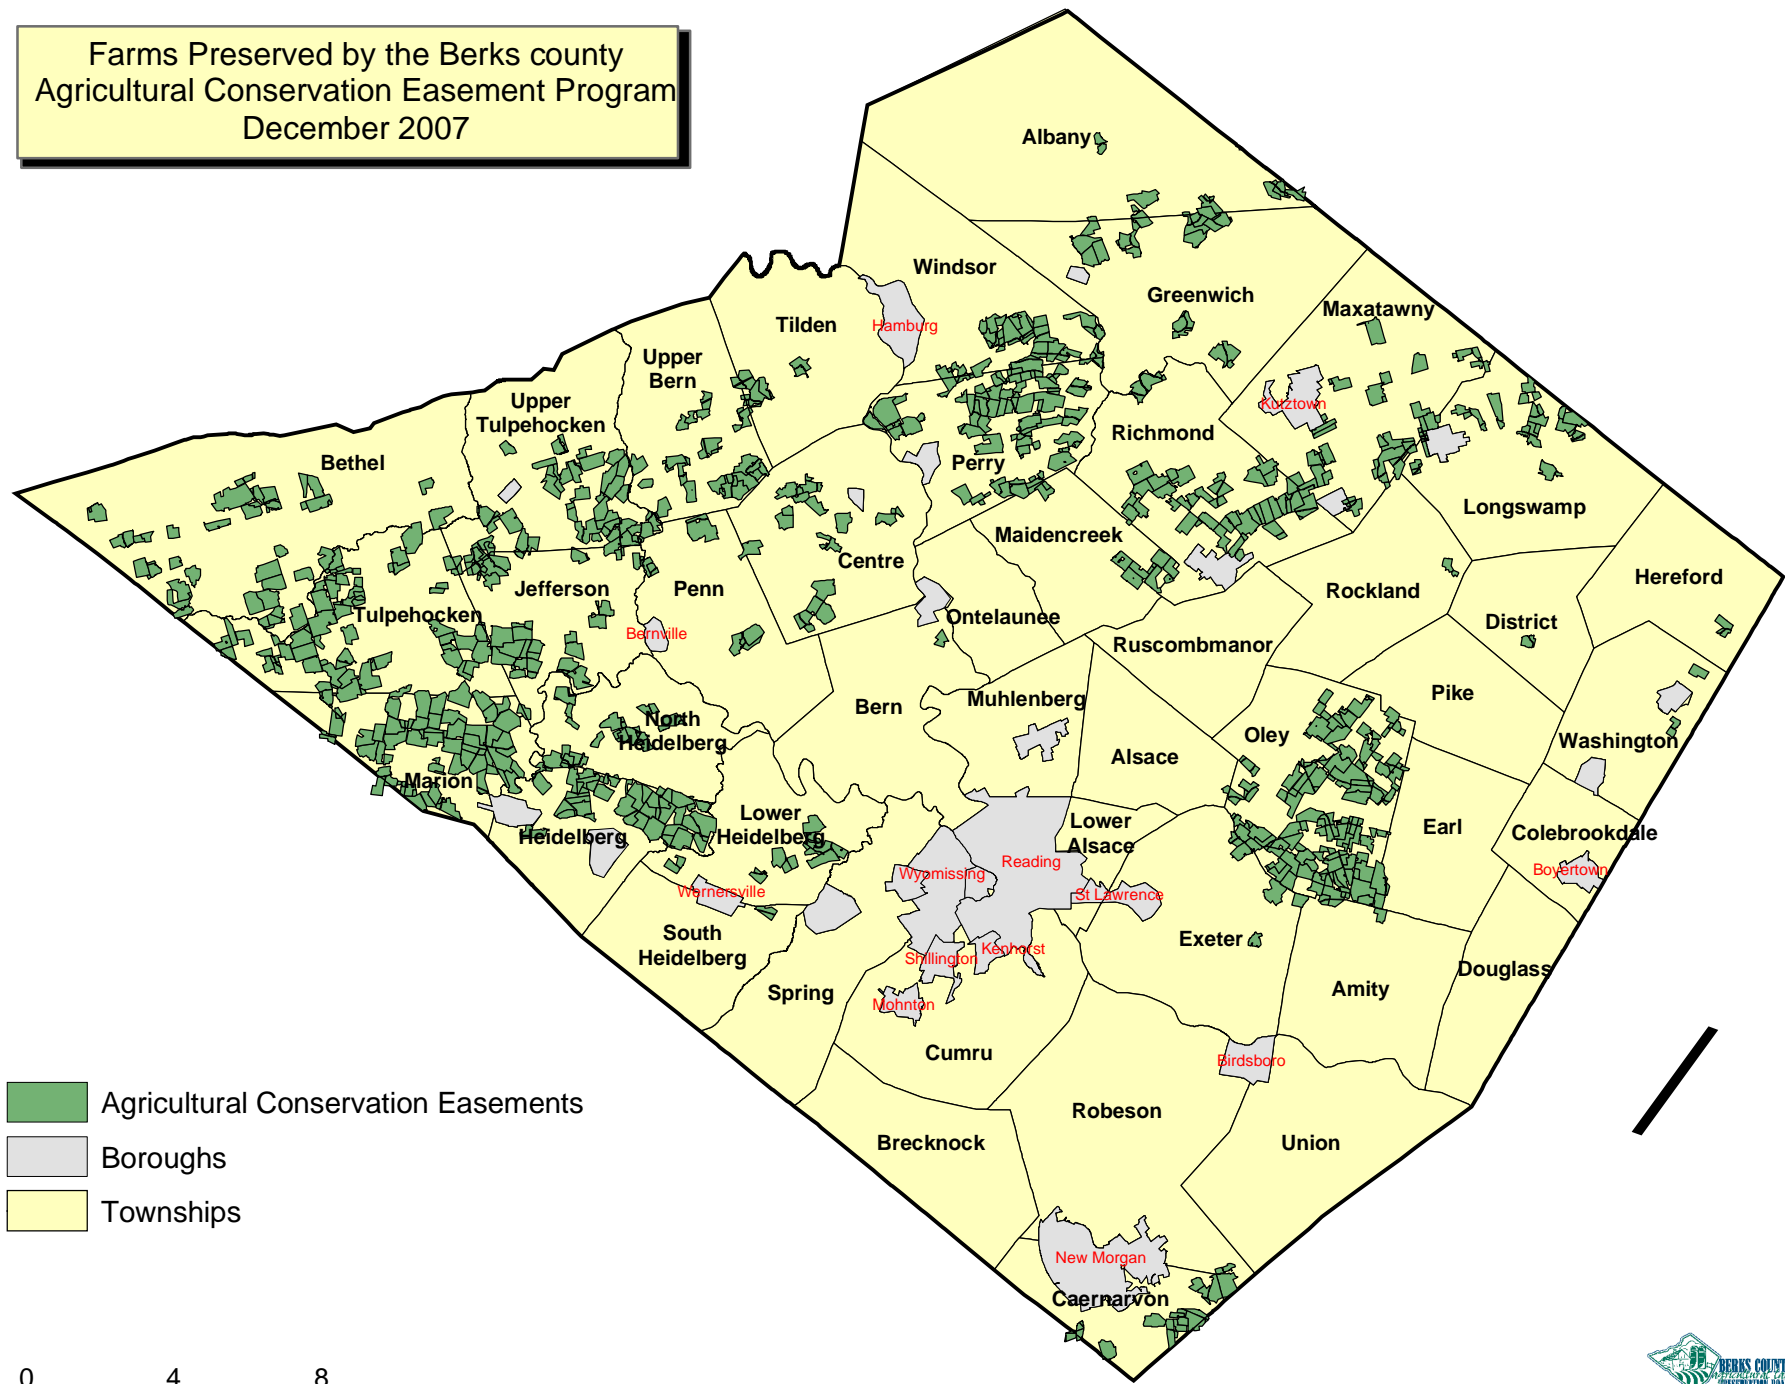 Farms Preserved by the Berks county
Agricultural Conservation Easement Program
December 2007
Albany
Windsor
Greenwich
Maxatawny
Tilden
Hamburg
Upper
Bern
Upper
Tulpehocken
Kutztown
Richmond
Bethel
Perry
Longswamp
Maidencreek
Centre
Jefferson
Penn
Rockland
Hereford
Tulpehocken
Ontelaunee
District
Bernville
Ruscombmanor
Pike
Muhlenberg
Bern
North
Heidelberg
Oley
Washington
Alsace
Marion
Lower
Heidelberg
Lower
Alsace
Earl
Colebrookdale
Heidelberg
Reading
Wyomissing
Boyertown
Wernersville
St Lawrence
South
Heidelberg
Exeter
Kenhorst
Shillington
Douglass
Spring
Amity
Mohnton
Cumru
Birdsboro
Robeson
Brecknock
Union
New Morgan
Caernarvon
Agricultural Conservation Easements
Boroughs
Townships
0 4 8
BERKS COUNT